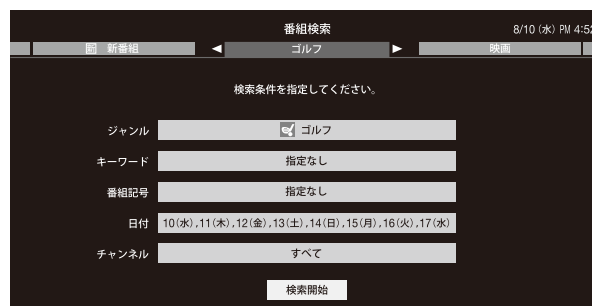 番組検索 8/10 (水) PM 4:52
新 新番組 ◀ ゴルフ ▶ 映画
検索条件を指定してください。
ジャンル ゴルフ
キーワード 指定なし
番組記号 指定なし
日付 10(水),11(木),12(金),13(土),14(日),15(月),16(火),17(水)
チャンネル すべて
検索開始